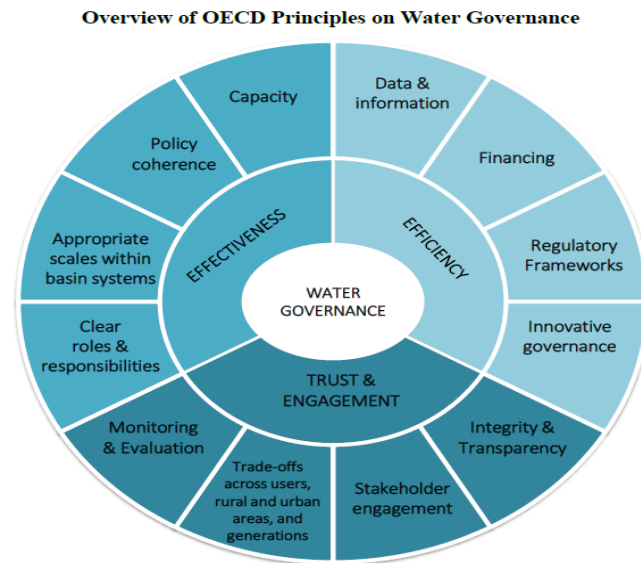 Overview of OECD Principles on Water Governance
Capacity
Data &
information
Policy
coherence
Financing
Appropriate
scales within
basin systems
Regulatory
Frameworks
Clear
roles &
responsibilities
Innovative
governance
Monitoring
& Evaluation
Trade-offs
across users,
rural and urban
areas, and
generations
Stakeholder
engagement
Integrity &
Transparency
EFFECTIVENESS
EFFICIENCY
TRUST &
ENGAGEMENT
WATER
GOVERNANCE